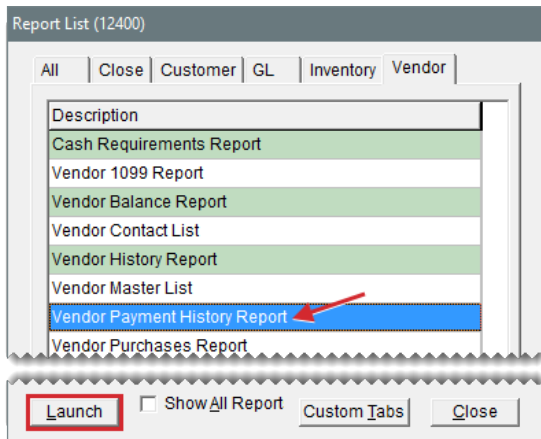 Report List (12400)
All Close Customer GL Inventory Vendor
Description
Cash Requirements Report
Vendor 1099 Report
Vendor Balance Report
Vendor Contact List
Vendor History Report
Vendor Master List
Vendor Payment History Report
Vendor Purchases Report
Launch Show All Report Custom Tabs Close